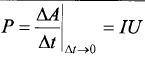 P = ΔA/Δt |Δt→0 = IU